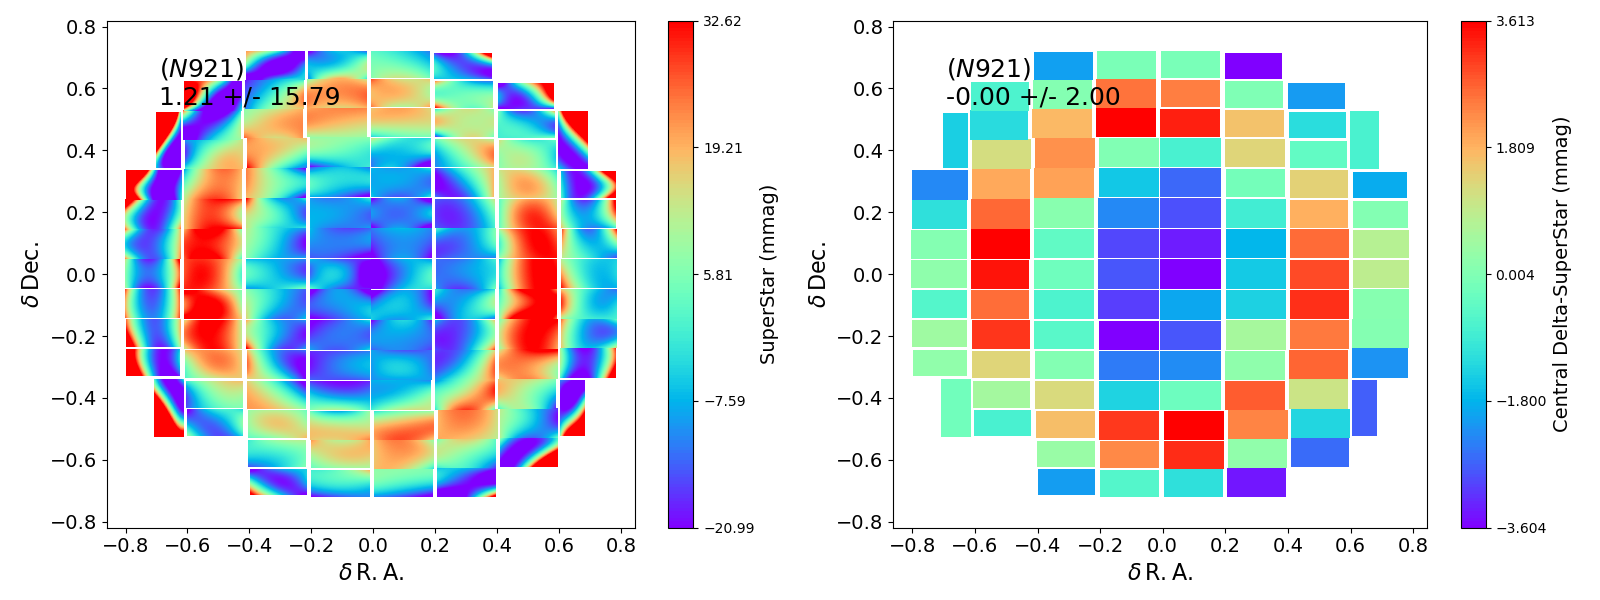 (N921)
1.21 +/- 15.79
0.8
0.6
0.4
0.2
0.0
−0.2
−0.4
−0.6
−0.8
δ Dec.
−0.8 −0.6 −0.4 −0.2 0.0 0.2 0.4 0.6 0.8
δ R. A.
32.62
19.21
5.81
−7.59
−20.99
SuperStar (mmag)
(N921)
-0.00 +/- 2.00
0.8
0.6
0.4
0.2
0.0
−0.2
−0.4
−0.6
−0.8
δ Dec.
−0.8 −0.6 −0.4 −0.2 0.0 0.2 0.4 0.6 0.8
δ R. A.
3.613
1.809
0.004
−1.800
−3.604
Central Delta-SuperStar (mmag)